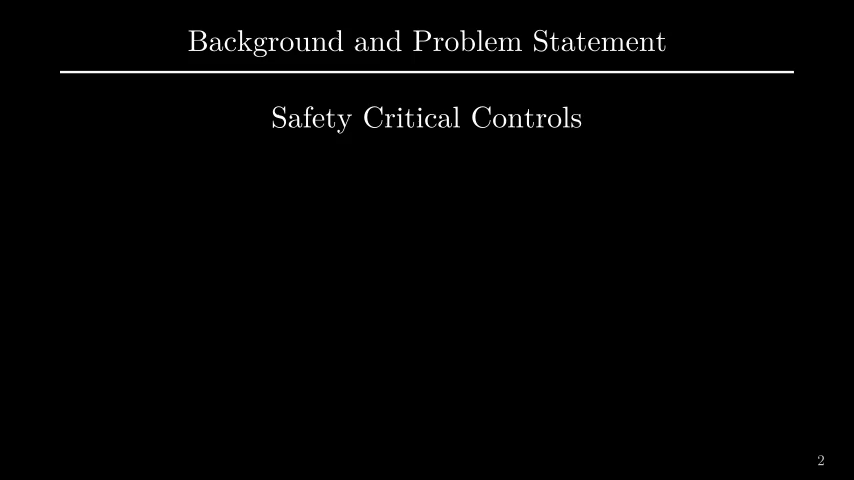 Background and Problem Statement
Safety Critical Controls
2